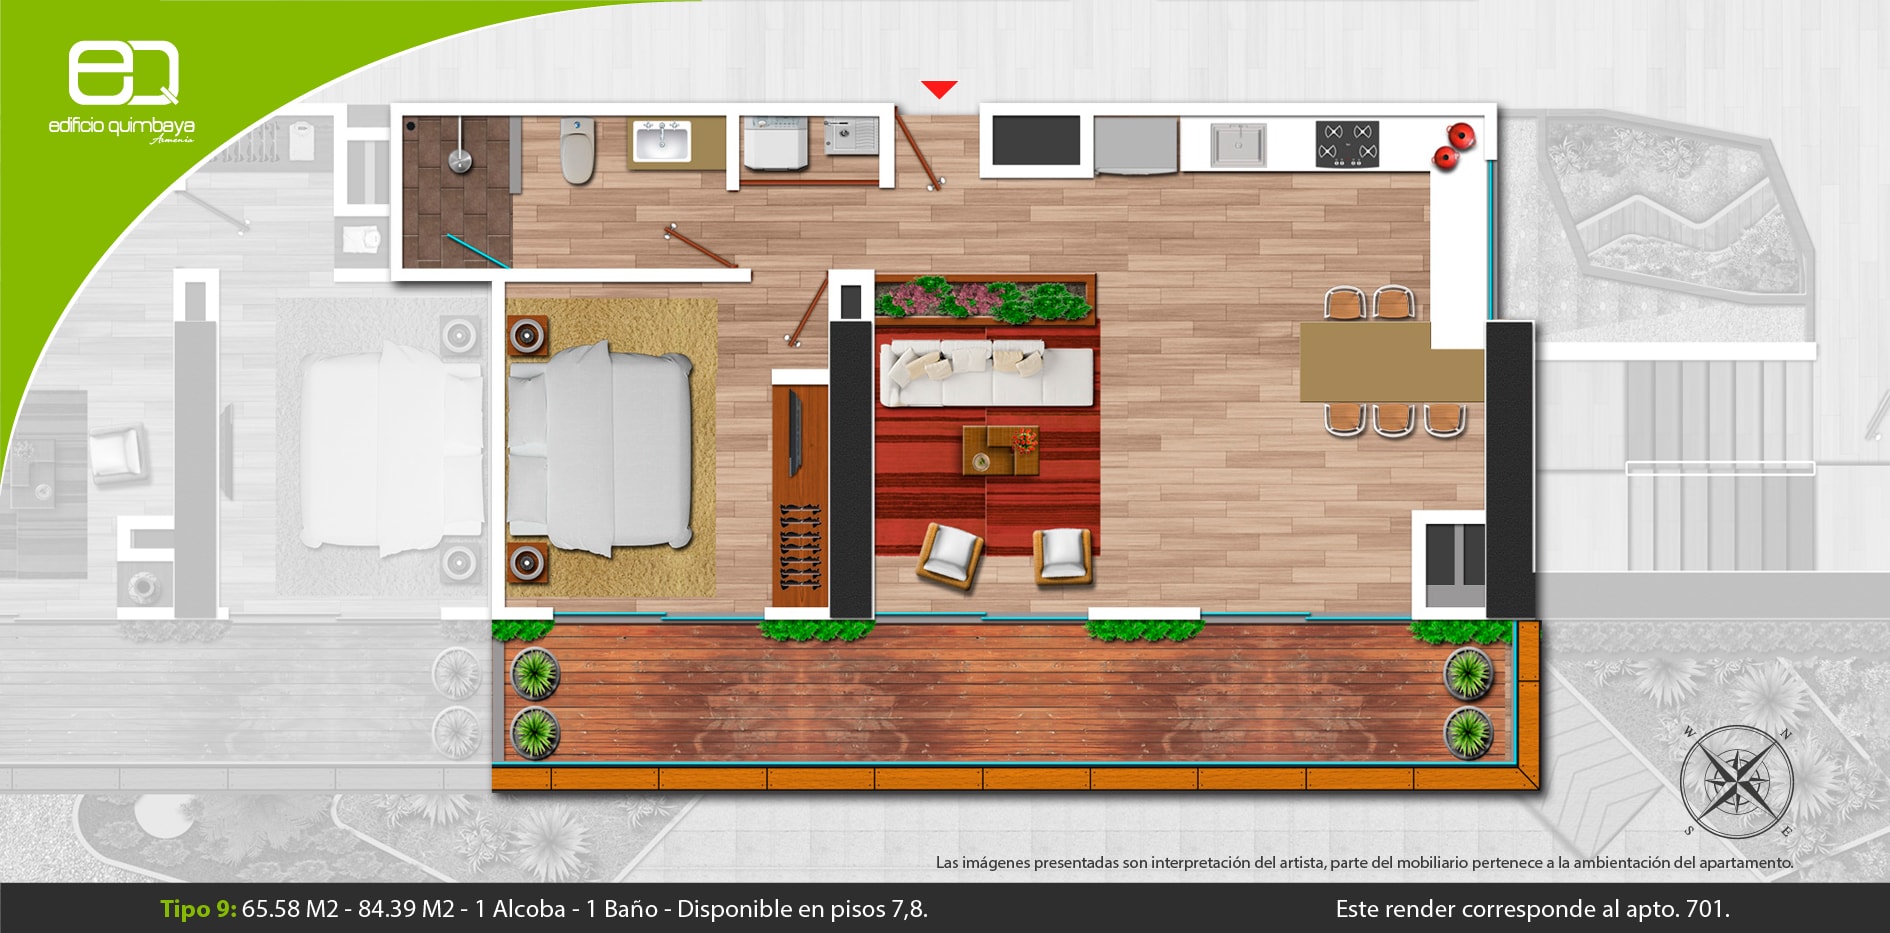 eQ
edificio quimbaya
Armenia
W
N
S
E
Las imágenes presentadas son interpretación del artista, parte del mobiliario pertenece a la ambientación del apartamento.
Tipo 9: 65.58 M2 - 84.39 M2 - 1 Alcoba - 1 Baño - Disponible en pisos 7,8.
Este render corresponde al apto. 701.